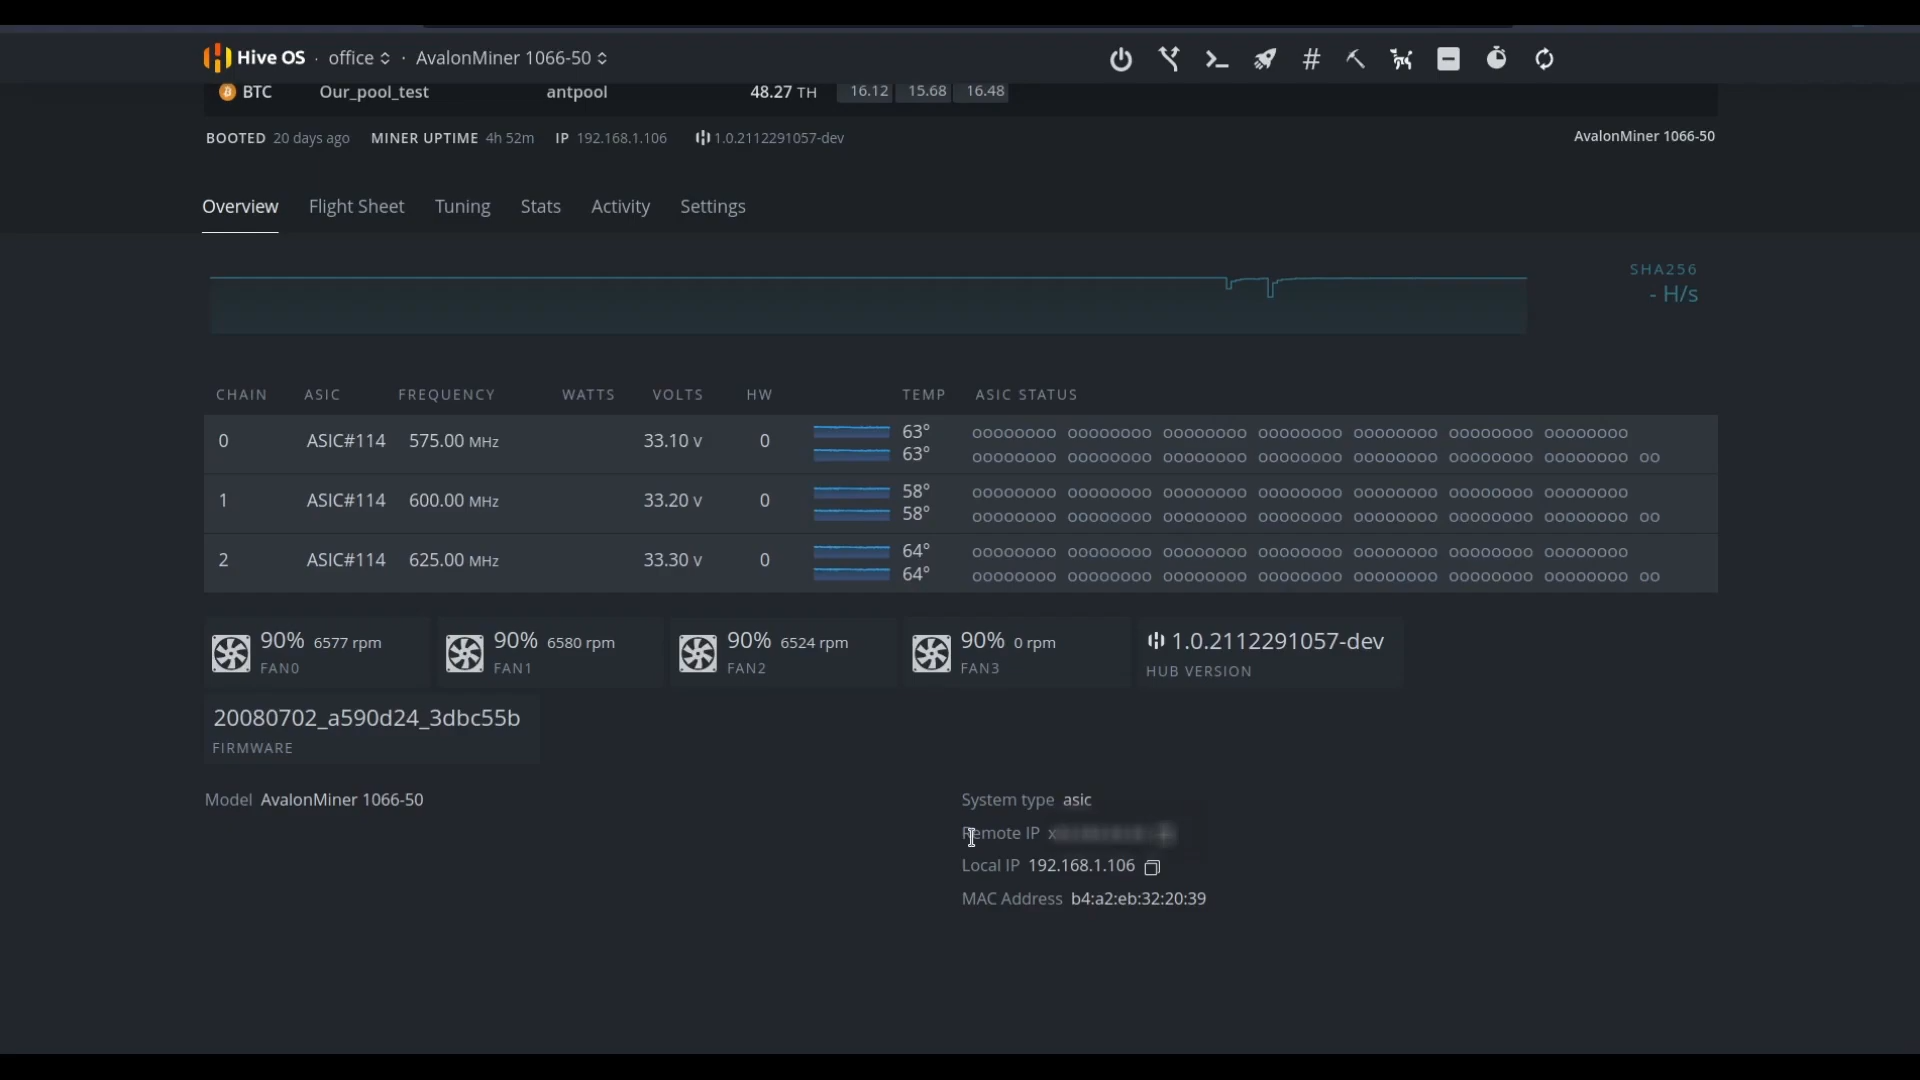 Hive OS · office · AvalonMiner 1066-50
BTC Our_pool_test antpool 48.27 TH 16.12 15.68 16.48
BOOTED 20 days ago MINER UPTIME 4h 52m IP 192.168.1.106 1.0.2112291057-dev AvalonMiner 1066-50
Overview Flight Sheet Tuning Stats Activity Settings
SHA256
- H/s
CHAIN ASIC FREQUENCY WATTS VOLTS HW TEMP ASIC STATUS
0 ASIC#114 575.00 MHz 33.10 V 0 63° oooooooo oooooooo oooooooo oooooooo oooooooo oooooooo oooooooo
63° oooooooo oooooooo oooooooo oooooooo oooooooo oooooooo oooooooo oo
1 ASIC#114 600.00 MHz 33.20 V 0 58° oooooooo oooooooo oooooooo oooooooo oooooooo oooooooo oooooooo
58° oooooooo oooooooo oooooooo oooooooo oooooooo oooooooo oooooooo oo
2 ASIC#114 625.00 MHz 33.30 V 0 64° oooooooo oooooooo oooooooo oooooooo oooooooo oooooooo oooooooo
64° oooooooo oooooooo oooooooo oooooooo oooooooo oooooooo oooooooo oo
90% 6577 rpm 90% 6580 rpm 90% 6524 rpm 90% 0 rpm 1.0.2112291057-dev
FAN0 FAN1 FAN2 FAN3 HUB VERSION
20080702_a590d24_3dbc55b
FIRMWARE
Model AvalonMiner 1066-50
System type asic
Remote IP x
Local IP 192.168.1.106
MAC Address b4:a2:eb:32:20:39